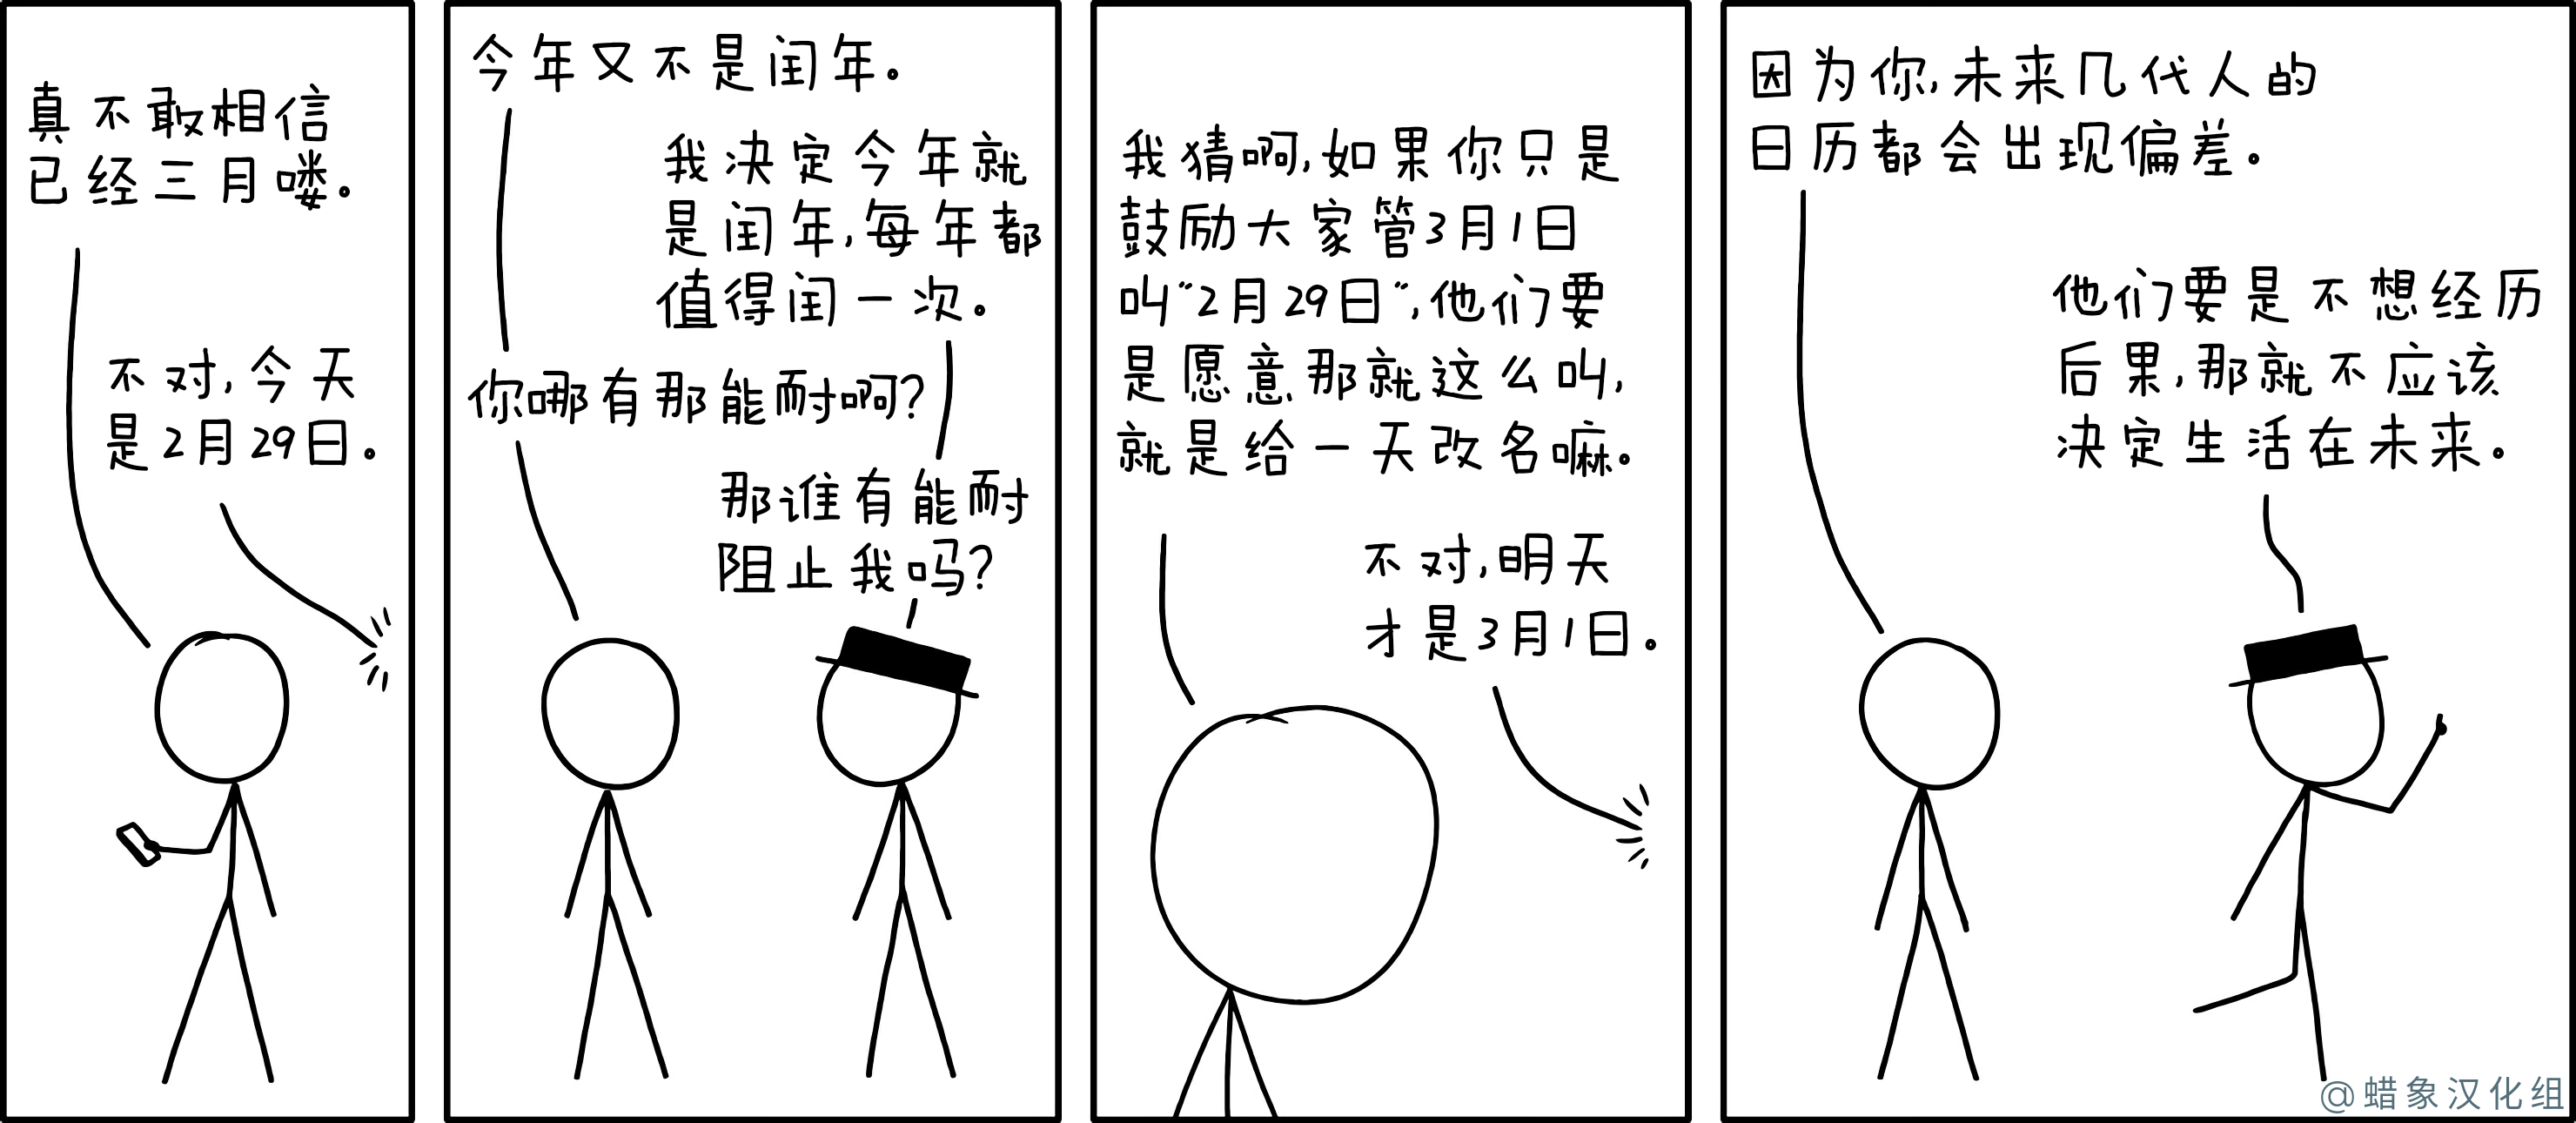 真不敢相信
已经三月喽。
不对,今天
是2月29日。
今年又不是闰年。
我决定今年就
是闰年,每年都
值得闰一次。
你哪有那能耐啊?
那谁有能耐
阻止我吗?
我猜啊,如果你只是
鼓励大家管3月1日
叫“2月29日”,他们要
是愿意那就这么叫,
就是给一天改名嘛。
不对,明天
才是3月1日。
因为你,未来几代人的
日历都会出现偏差。
他们要是不想经历
后果,那就不应该
决定生活在未来。
@蜡象汉化组